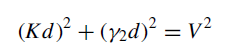 (Kd)² + (γ₂d)² = V²